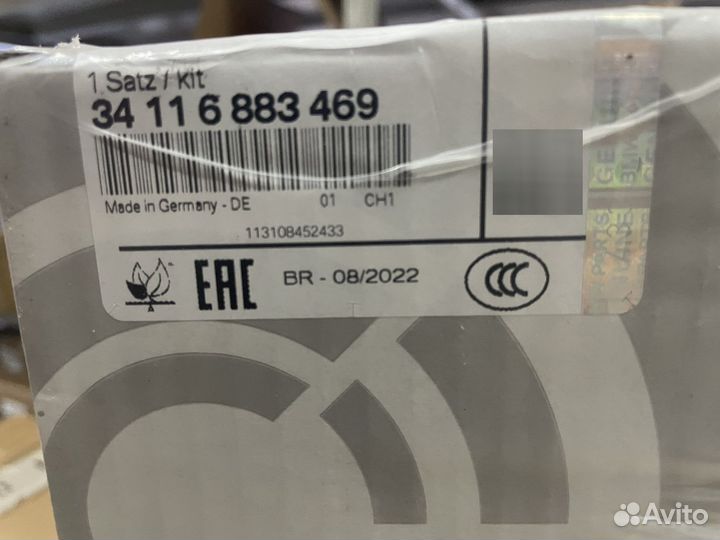 1 Satz / kit
34 11 6 883 469
Made in Germany - DE 01 CH1
113108452433
EAC BR - 08/2022 CCC
PARTS
Avito